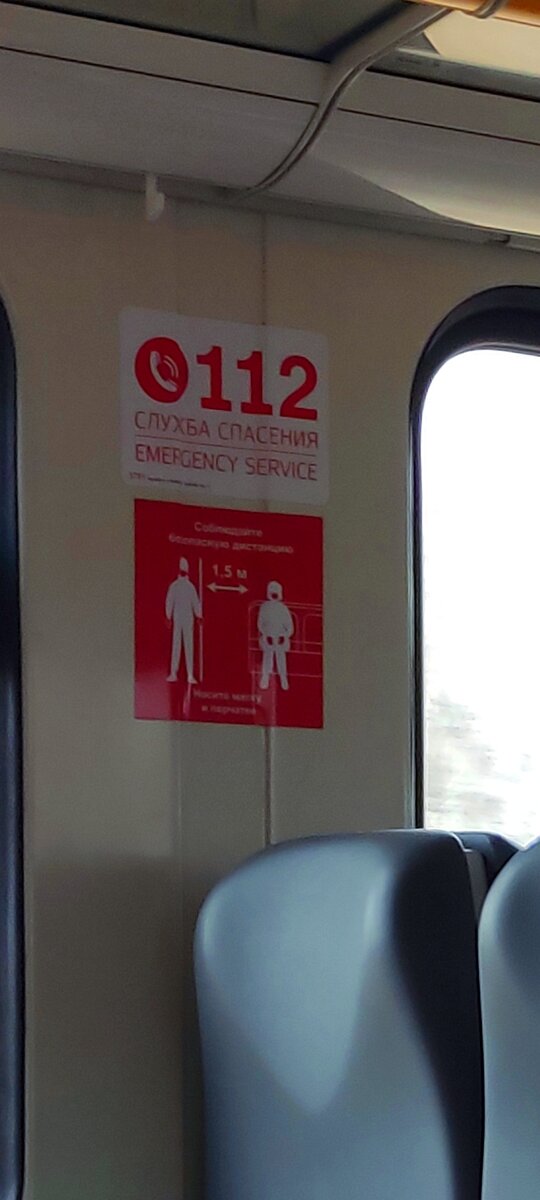 112
СЛУЖБА СПАСЕНИЯ
EMERGENCY SERVICE
Соблюдайте
безопасную дистанцию
1,5 м
Носите маску
и перчатки